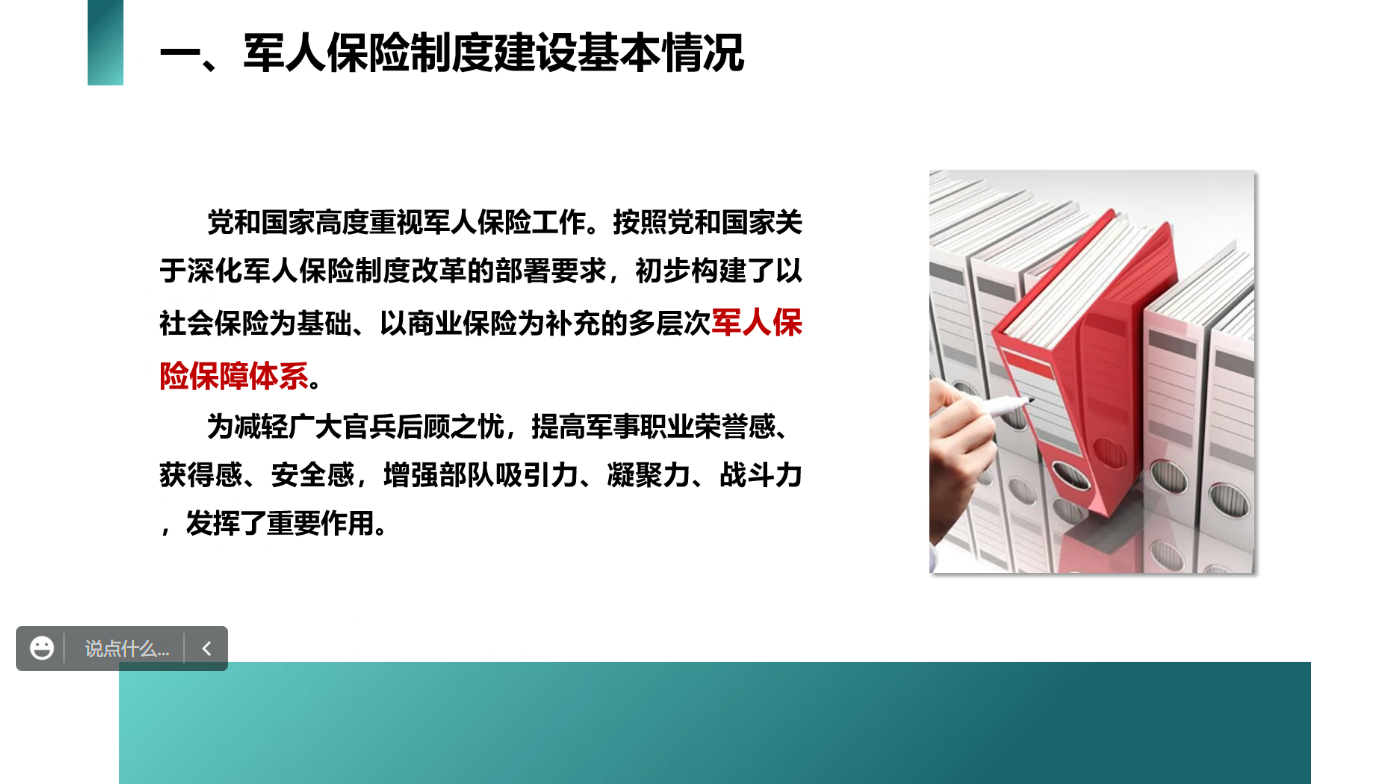 一、军人保险制度建设基本情况
党和国家高度重视军人保险工作。按照党和国家关
于深化军人保险制度改革的部署要求，初步构建了以
社会保险为基础、以商业保险为补充的多层次军人保
险保障体系。
为减轻广大官兵后顾之忧，提高军事职业荣誉感、
获得感、安全感，增强部队吸引力、凝聚力、战斗力
，发挥了重要作用。
说点什么...